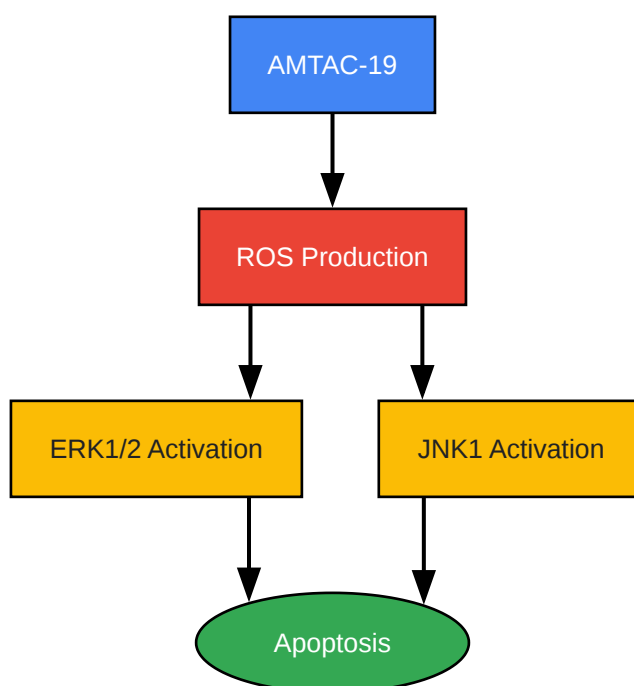 AMTAC-19
ROS Production
ERK1/2 Activation
JNK1 Activation
Apoptosis